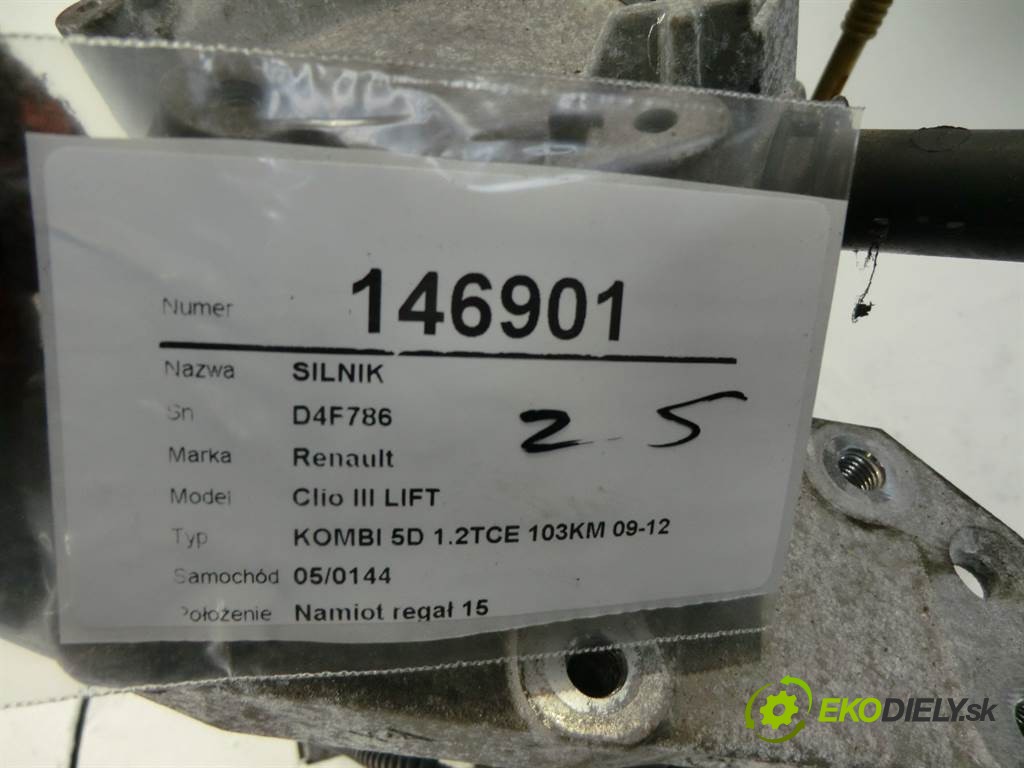 Numer 146901
Nazwa SILNIK
Sn D4F786
2 5
Marka Renault
Model Clio III LIFT
Typ KOMBI 5D 1.2TCE 103KM 09-12
Samochód 05/0144
Położenie Namiot regał 15
EKODIELY.sk